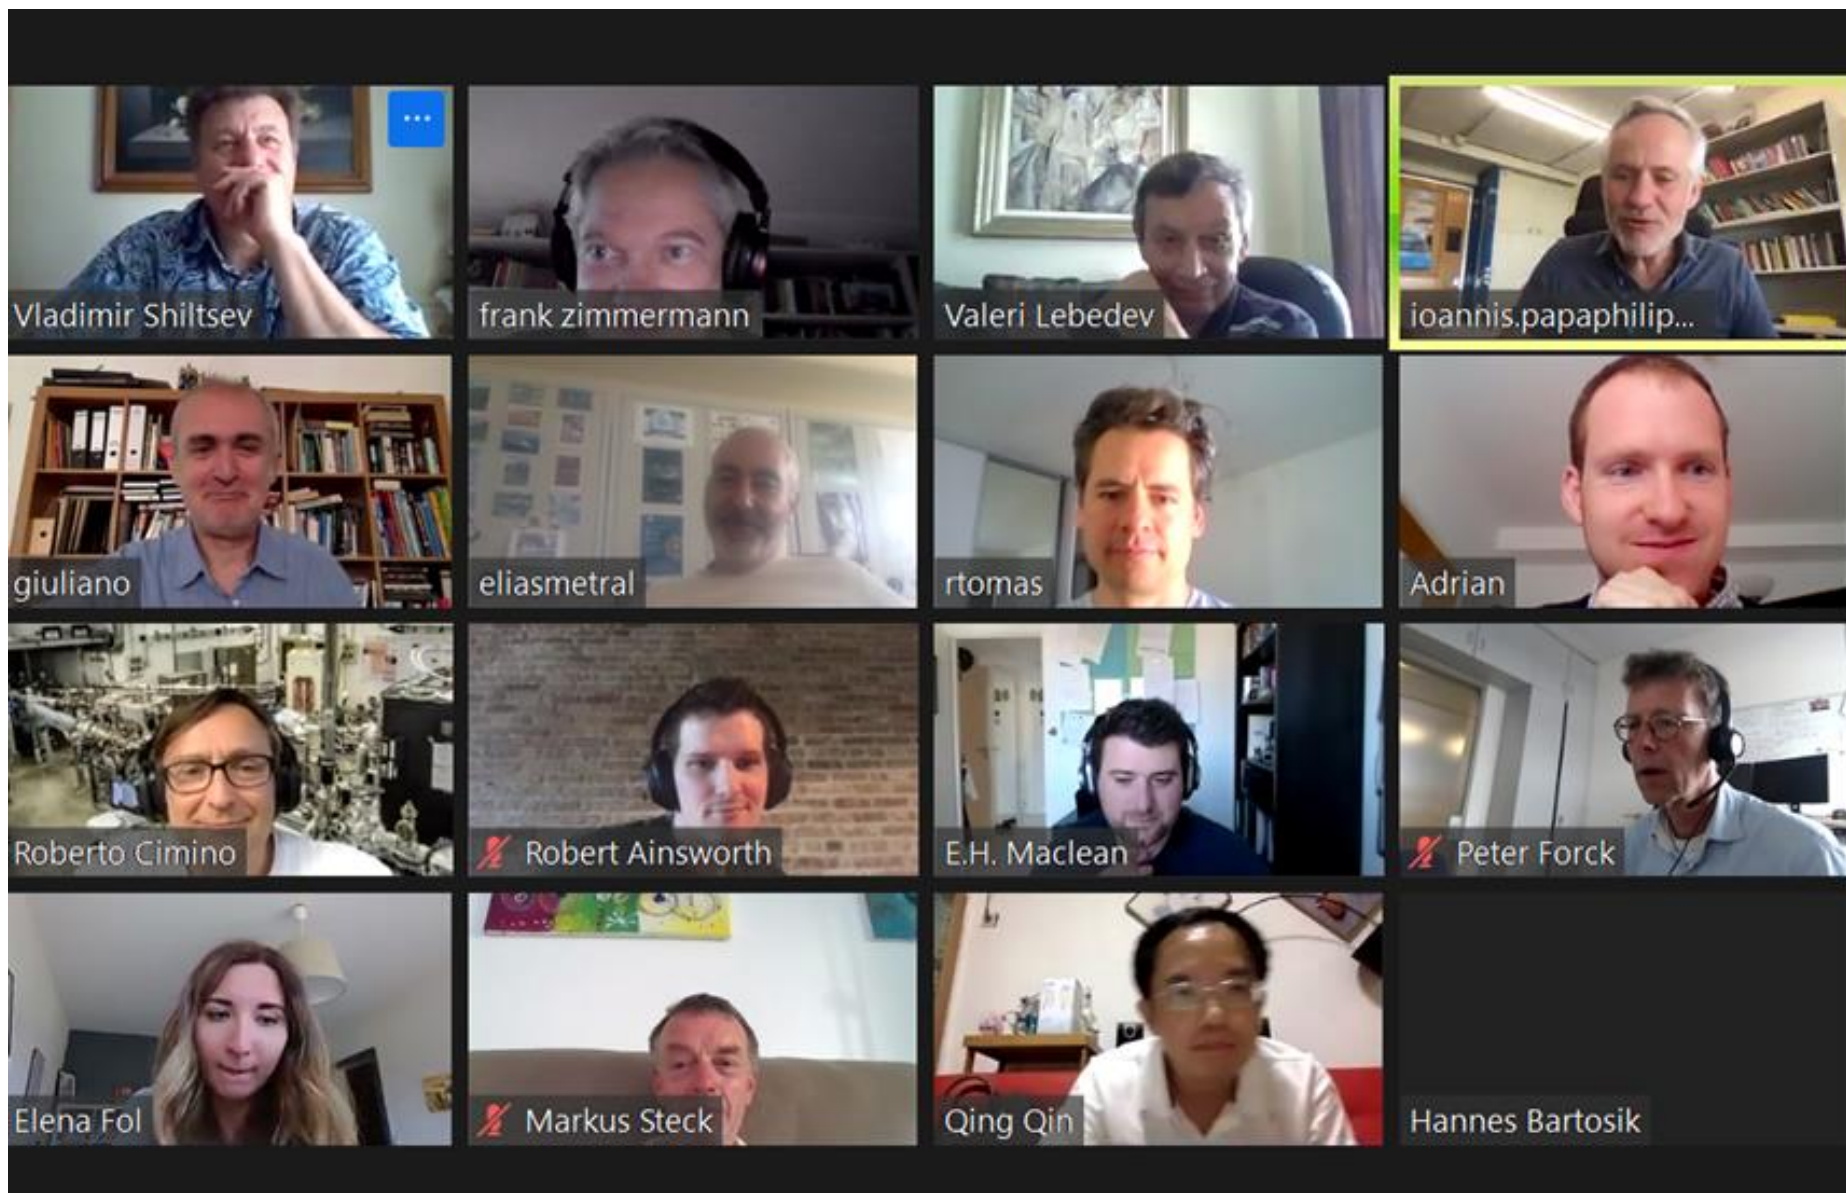 Vladimir Shiltsev
frank zimmermann
Valeri Lebedev
ioannis.papaphilip...
giuliano
eliasmetral
rtomas
Adrian
Roberto Cimino
Robert Ainsworth
E.H. Maclean
Peter Forck
Elena Fol
Markus Steck
Qing Qin
Hannes Bartosik